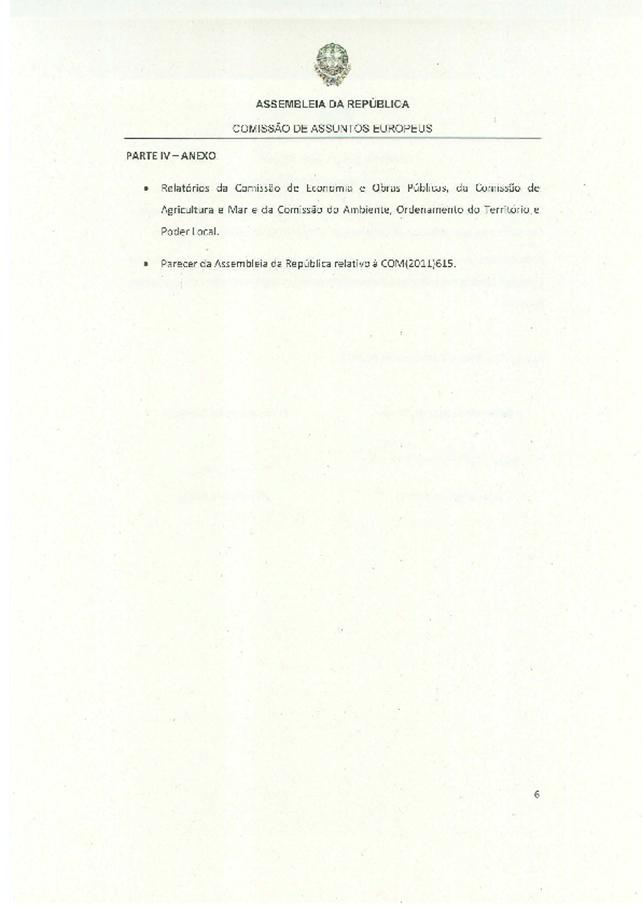 ASSEMBLEIA DA REPÚBLICA
COMISSÃO DE ASSUNTOS EUROPEUS
PARTE IV – ANEXO
• Relatórios da Comissão de Economia e Obras Públicas, da Comissão de
Agricultura e Mar e da Comissão do Ambiente, Ordenamento do Território e
Poder Local.
• Parecer da Assembleia da República relativo à COM(2011)615.
6